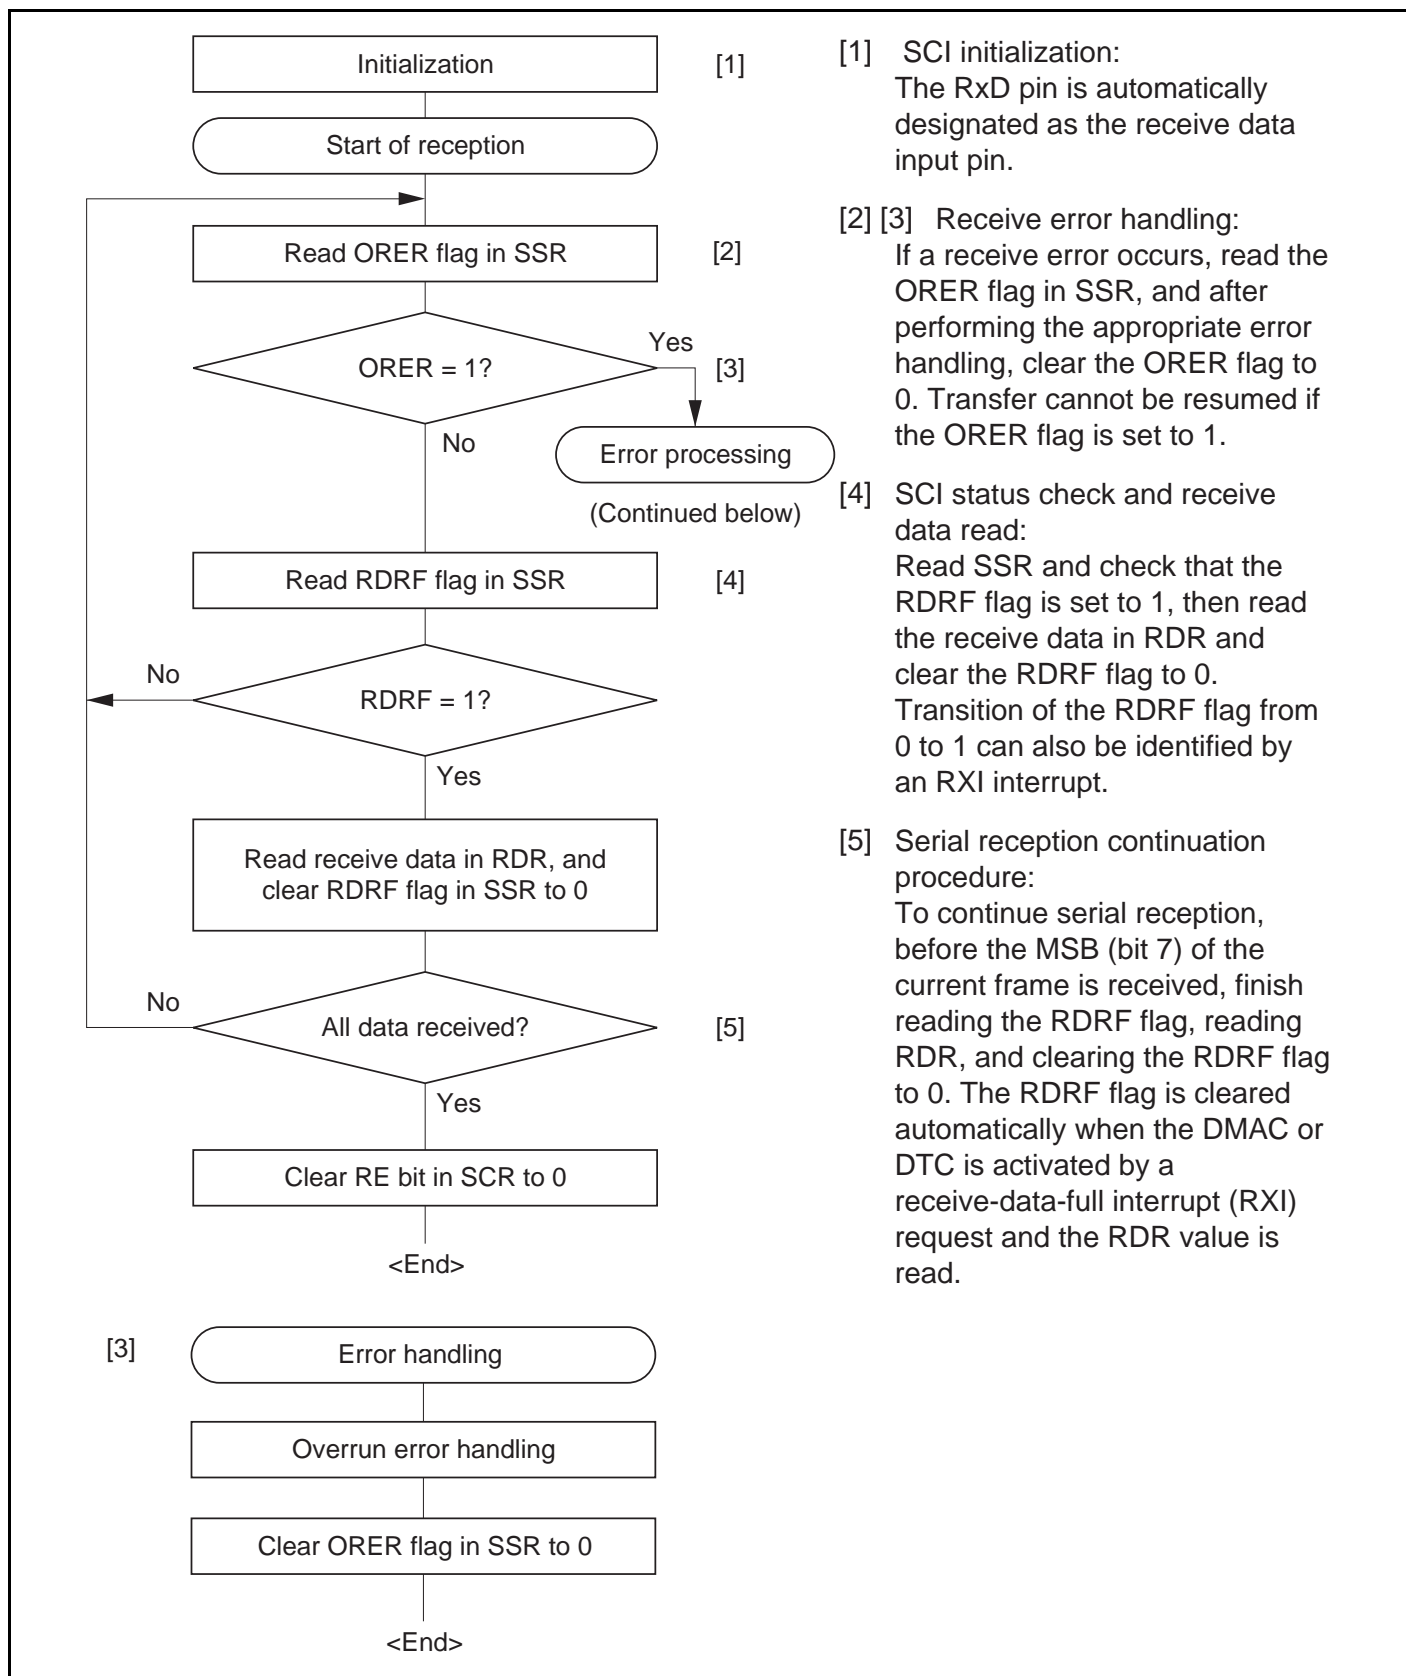 Initialization
[1]
Start of reception
Read ORER flag in SSR
[2]
ORER = 1?
Yes
[3]
No
Error processing
(Continued below)
Read RDRF flag in SSR
[4]
No
RDRF = 1?
Yes
Read receive data in RDR, and
clear RDRF flag in SSR to 0
No
All data received?
[5]
Yes
Clear RE bit in SCR to 0
<End>
[3]
Error handling
Overrun error handling
Clear ORER flag in SSR to 0
<End>
[1] SCI initialization:
The RxD pin is automatically
designated as the receive data
input pin.
[2] [3] Receive error handling:
If a receive error occurs, read the
ORER flag in SSR, and after
performing the appropriate error
handling, clear the ORER flag to
0. Transfer cannot be resumed if
the ORER flag is set to 1.
[4] SCI status check and receive
data read:
Read SSR and check that the
RDRF flag is set to 1, then read
the receive data in RDR and
clear the RDRF flag to 0.
Transition of the RDRF flag from
0 to 1 can also be identified by
an RXI interrupt.
[5] Serial reception continuation
procedure:
To continue serial reception,
before the MSB (bit 7) of the
current frame is received, finish
reading the RDRF flag, reading
RDR, and clearing the RDRF flag
to 0. The RDRF flag is cleared
automatically when the DMAC or
DTC is activated by a
receive-data-full interrupt (RXI)
request and the RDR value is
read.